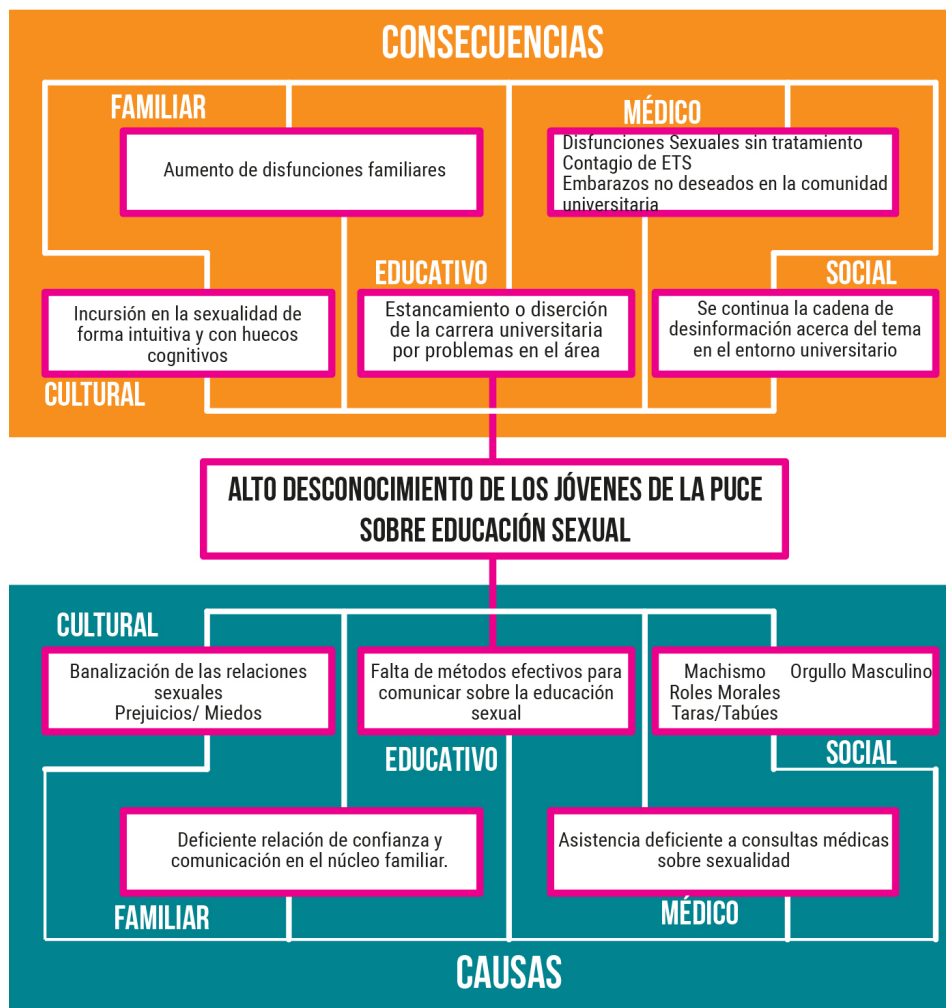 CONSECUENCIAS
FAMILIAR
Aumento de disfunciones familiares
MÉDICO
Disfunciones Sexuales sin tratamiento
Contagio de ETS
Embarazos no deseados en la comunidad
universitaria
CULTURAL
Incursión en la sexualidad de
forma intuitiva y con huecos
cognitivos
EDUCATIVO
Estancamiento o diserción
de la carrera universitaria
por problemas en el área
SOCIAL
Se continua la cadena de
desinformación acerca del tema
en el entorno universitario
ALTO DESCONOCIMIENTO DE LOS JÓVENES DE LA PUCE
SOBRE EDUCACIÓN SEXUAL
CULTURAL
Banalización de las relaciones
sexuales
Prejuicios/ Miedos
Falta de métodos efectivos para
comunicar sobre la educación
sexual
EDUCATIVO
Machismo Orgullo Masculino
Roles Morales
Taras/Tabúes
SOCIAL
Deficiente relación de confianza y
comunicación en el núcleo familiar.
FAMILIAR
Asistencia deficiente a consultas médicas
sobre sexualidad
MÉDICO
CAUSAS